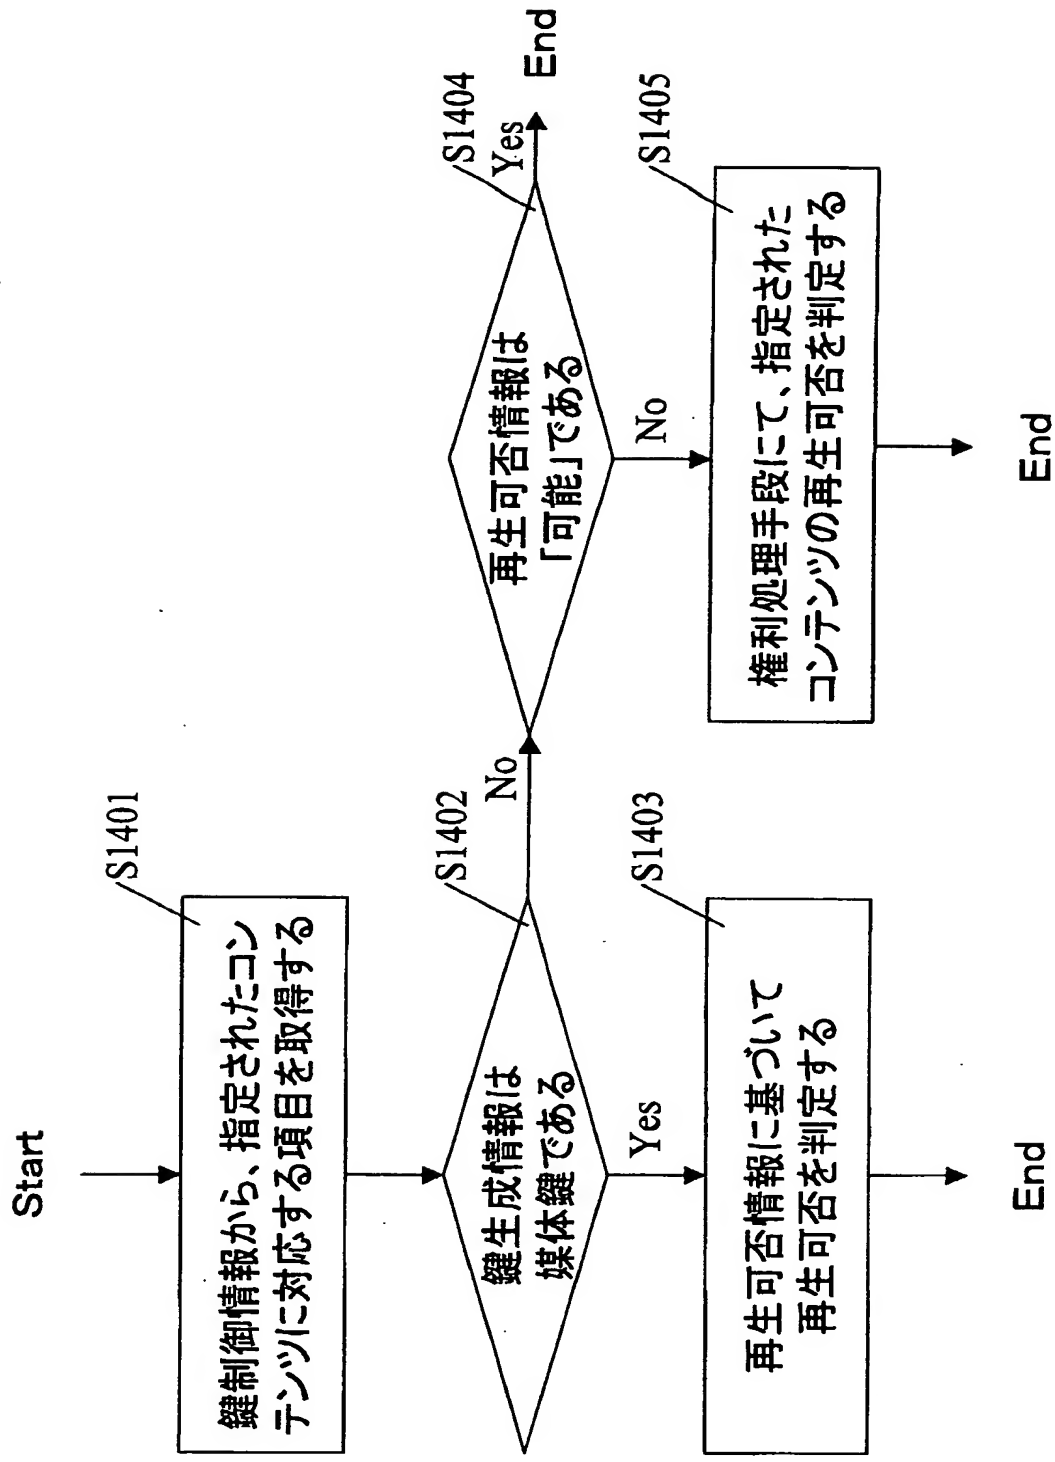 Start
S1401
鍵制御情報から、指定されたコン
テンツに対応する項目を取得する
S1402
鍵生成情報は
媒体鍵である
No
Yes
S1403
再生可否情報に基づいて
再生可否を判定する
End
S1404
再生可否情報は
「可能」である
Yes
End
No
S1405
権利処理手段にて、指定された
コンテンツの再生可否を判定する
End